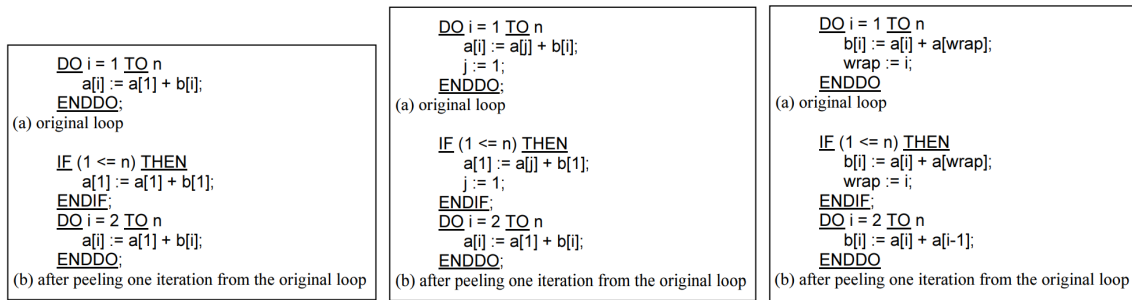 DO i = 1 TO n
a[i] := a[1] + b[i];
ENDDO;
(a) original loop
IF (1 <= n) THEN
a[1] := a[1] + b[1];
ENDIF;
DO i = 2 TO n
a[i] := a[1] + b[i];
ENDDO;
(b) after peeling one iteration from the original loop
DO i = 1 TO n
a[i] := a[j] + b[i];
j := 1;
ENDDO;
(a) original loop
IF (1 <= n) THEN
a[1] := a[j] + b[1];
j := 1;
ENDIF;
DO i = 2 TO n
a[i] := a[1] + b[i];
ENDDO;
(b) after peeling one iteration from the original loop
DO i = 1 TO n
b[i] := a[i] + a[wrap];
wrap := i;
ENDDO
(a) original loop
IF (1 <= n) THEN
b[i] := a[i] + a[wrap];
wrap := i;
ENDIF;
DO i = 2 TO n
b[i] := a[i] + a[i-1];
ENDDO
(b) after peeling one iteration from the original loop